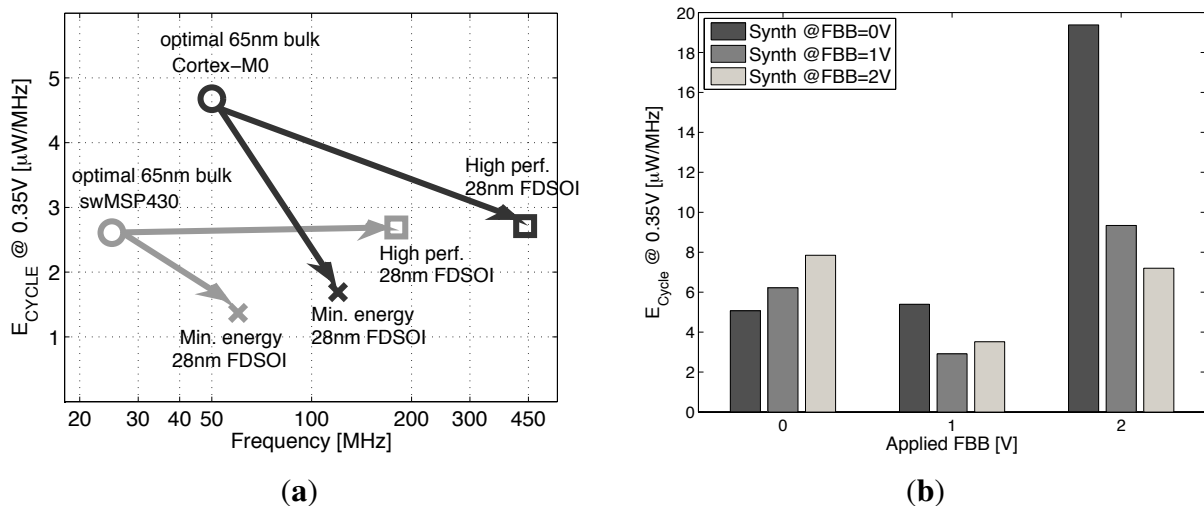 optimal 65nm bulk
Cortex−M0
optimal 65nm bulk
swMSP430
High perf.
28nm FDSOI
High perf.
28nm FDSOI
Min. energy
28nm FDSOI
Min. energy
28nm FDSOI
5
4
3
2
1
E_CYCLE @ 0.35V [μW/MHz]
20 30 40 50 100 200 300 450
Frequency [MHz]
(a)
Synth @FBB=0V
Synth @FBB=1V
Synth @FBB=2V
20
18
16
14
12
10
8
6
4
2
0
E_Cycle @ 0.35V [μW/MHz]
0 1 2
Applied FBB [V]
(b)